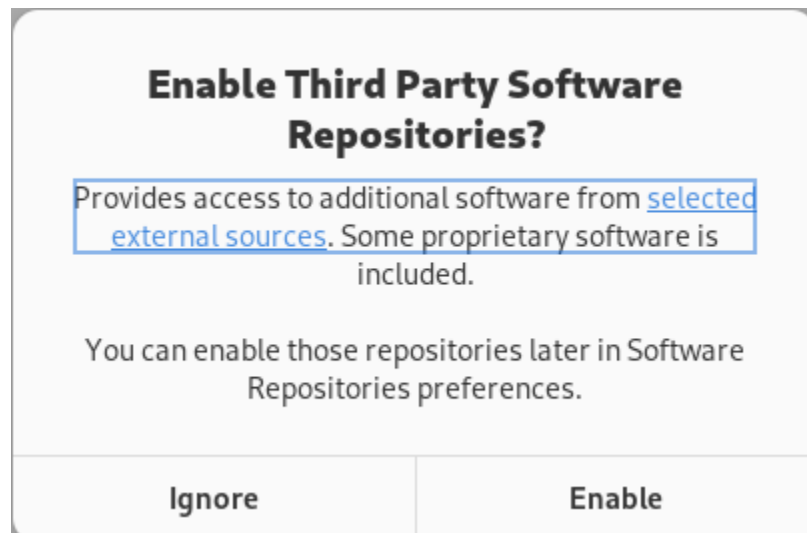 Enable Third Party Software
Repositories?
Provides access to additional software from selected
external sources. Some proprietary software is
included.
You can enable those repositories later in Software
Repositories preferences.
Ignore
Enable